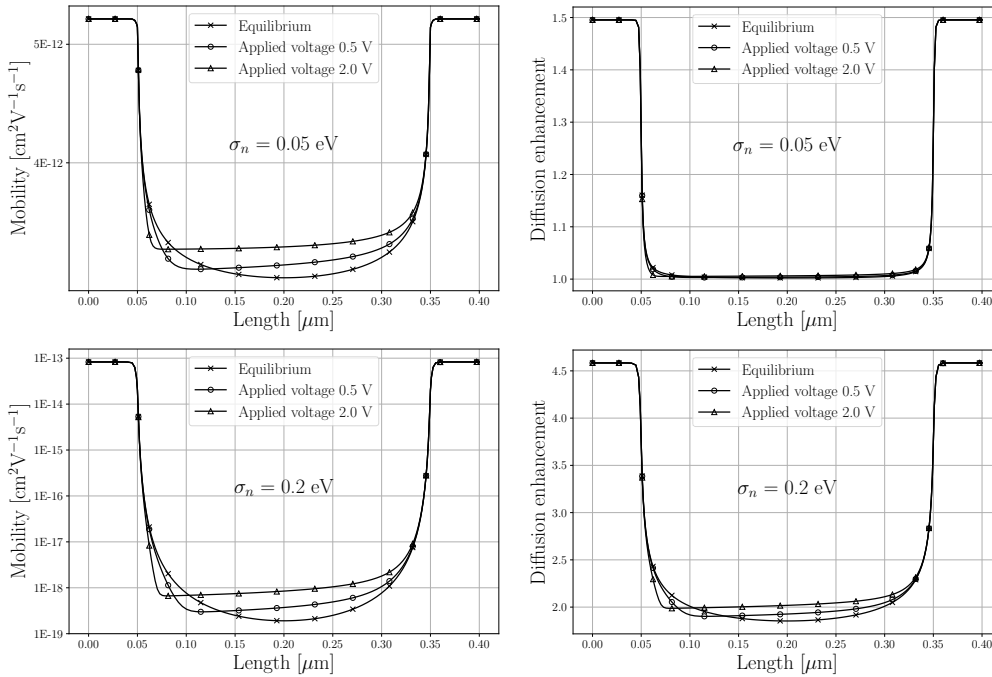 Mobility [cm²V⁻¹s⁻¹]
5E-12
4E-12
Equilibrium
Applied voltage 0.5 V
Applied voltage 2.0 V
σₙ = 0.05 eV
0.00 0.05 0.10 0.15 0.20 0.25 0.30 0.35 0.40
Length [μm]
Diffusion enhancement
1.5
1.4
1.3
1.2
1.1
1.0
Equilibrium
Applied voltage 0.5 V
Applied voltage 2.0 V
σₙ = 0.05 eV
0.00 0.05 0.10 0.15 0.20 0.25 0.30 0.35 0.40
Length [μm]
Mobility [cm²V⁻¹s⁻¹]
1E-13
1E-14
1E-15
1E-16
1E-17
1E-18
1E-19
Equilibrium
Applied voltage 0.5 V
Applied voltage 2.0 V
σₙ = 0.2 eV
0.00 0.05 0.10 0.15 0.20 0.25 0.30 0.35 0.40
Length [μm]
Diffusion enhancement
4.5
4.0
3.5
3.0
2.5
2.0
Equilibrium
Applied voltage 0.5 V
Applied voltage 2.0 V
σₙ = 0.2 eV
0.00 0.05 0.10 0.15 0.20 0.25 0.30 0.35 0.40
Length [μm]